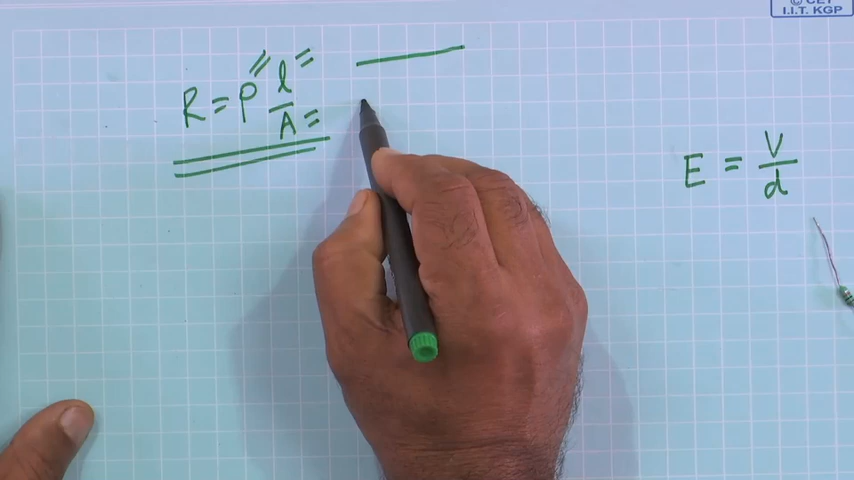 © CET
I.I.T. KGP
R = ρ l/A
E = V/d